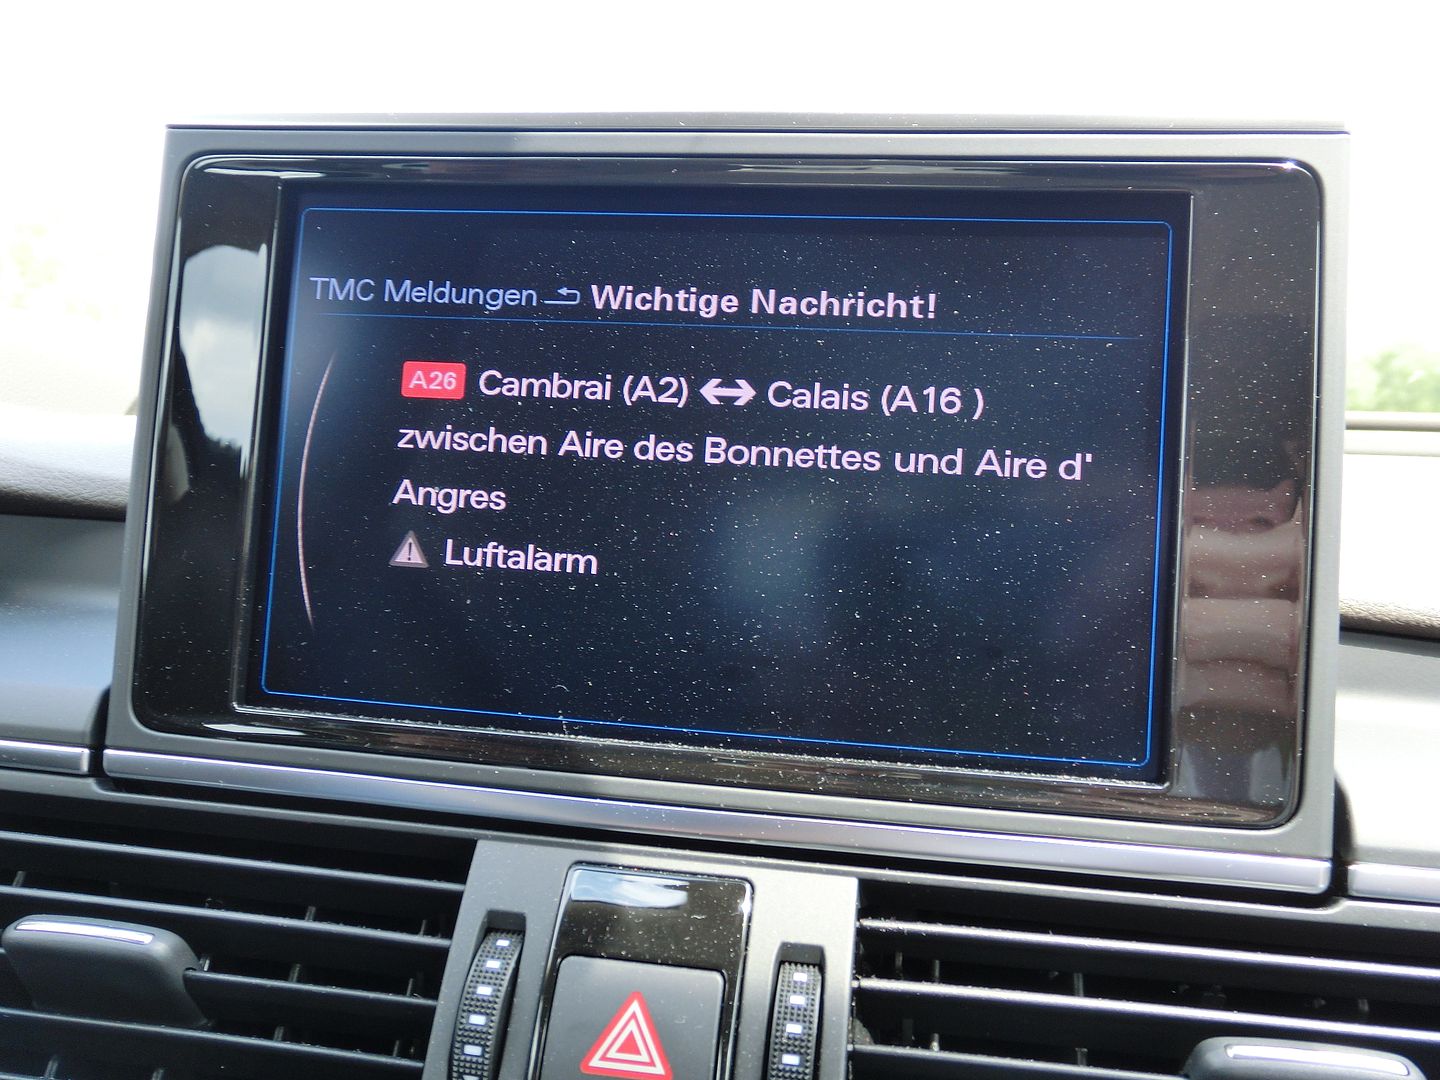 TMC Meldungen Wichtige Nachricht!
A26 Cambrai (A2) ↔ Calais (A16 )
zwischen Aire des Bonnettes und Aire d'
Angres
Luftalarm